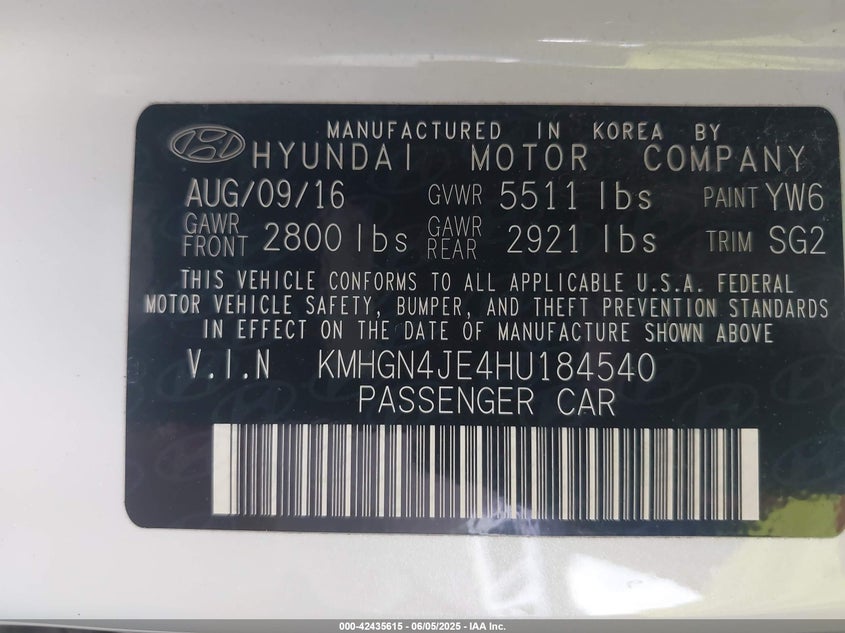 MANUFACTURED IN KOREA BY
HYUNDAI MOTOR COMPANY
AUG/09/16 GVWR 5511 lbs PAINT YW6
GAWR FRONT 2800 lbs GAWR REAR 2921 lbs TRIM SG2
THIS VEHICLE CONFORMS TO ALL APPLICABLE U.S.A. FEDERAL
MOTOR VEHICLE SAFETY, BUMPER, AND THEFT PREVENTION STANDARDS
IN EFFECT ON THE DATE OF MANUFACTURE SHOWN ABOVE
V.I.N KMHGN4JE4HU184540
PASSENGER CAR
000-42435615 - 06/05/2025 - IAA Inc.